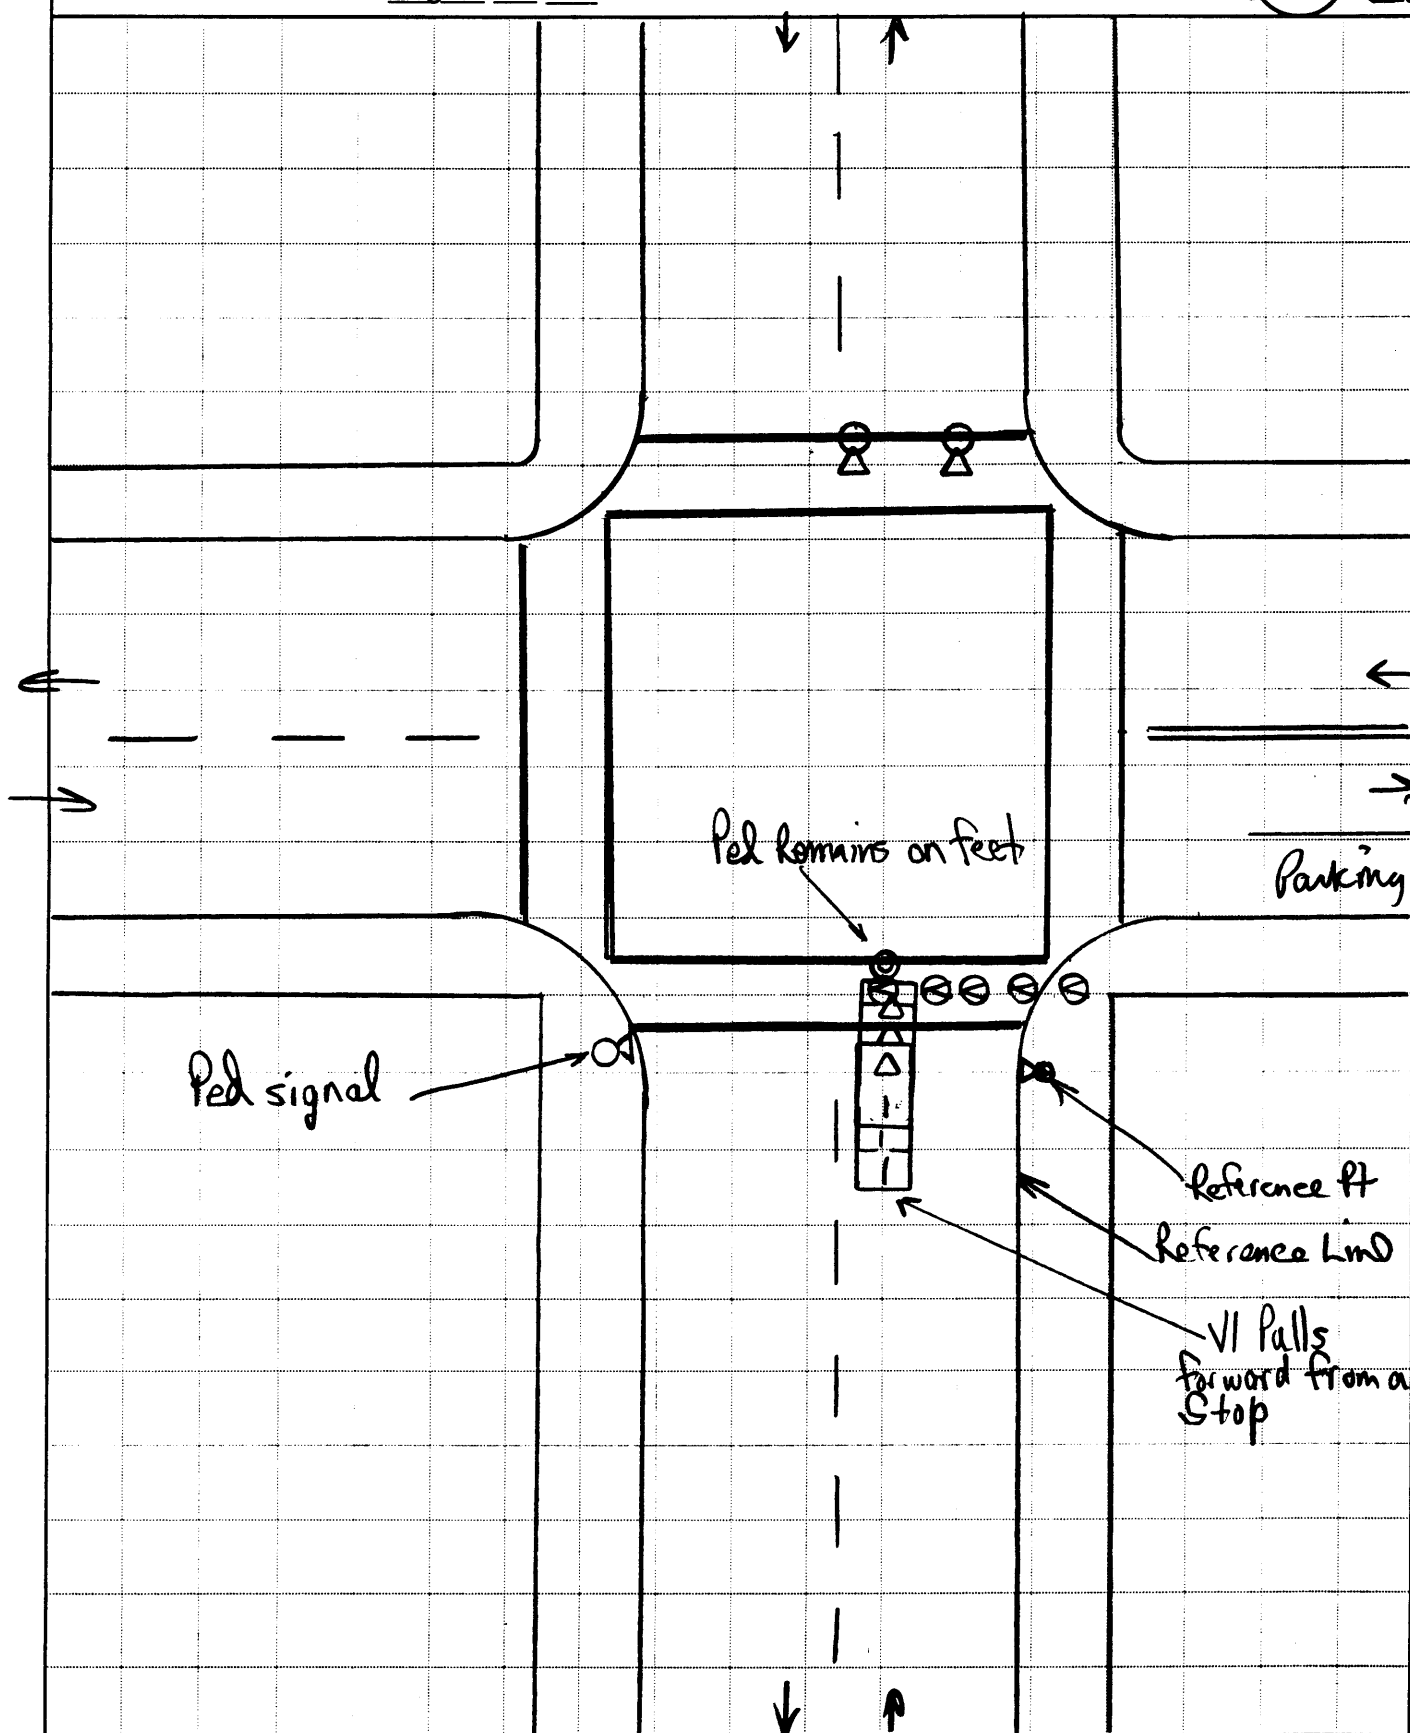 Ped Remains on feet
Parking
Ped signal
Reference Pt
Reference Line
V1 Pulls
forward from a
Stop